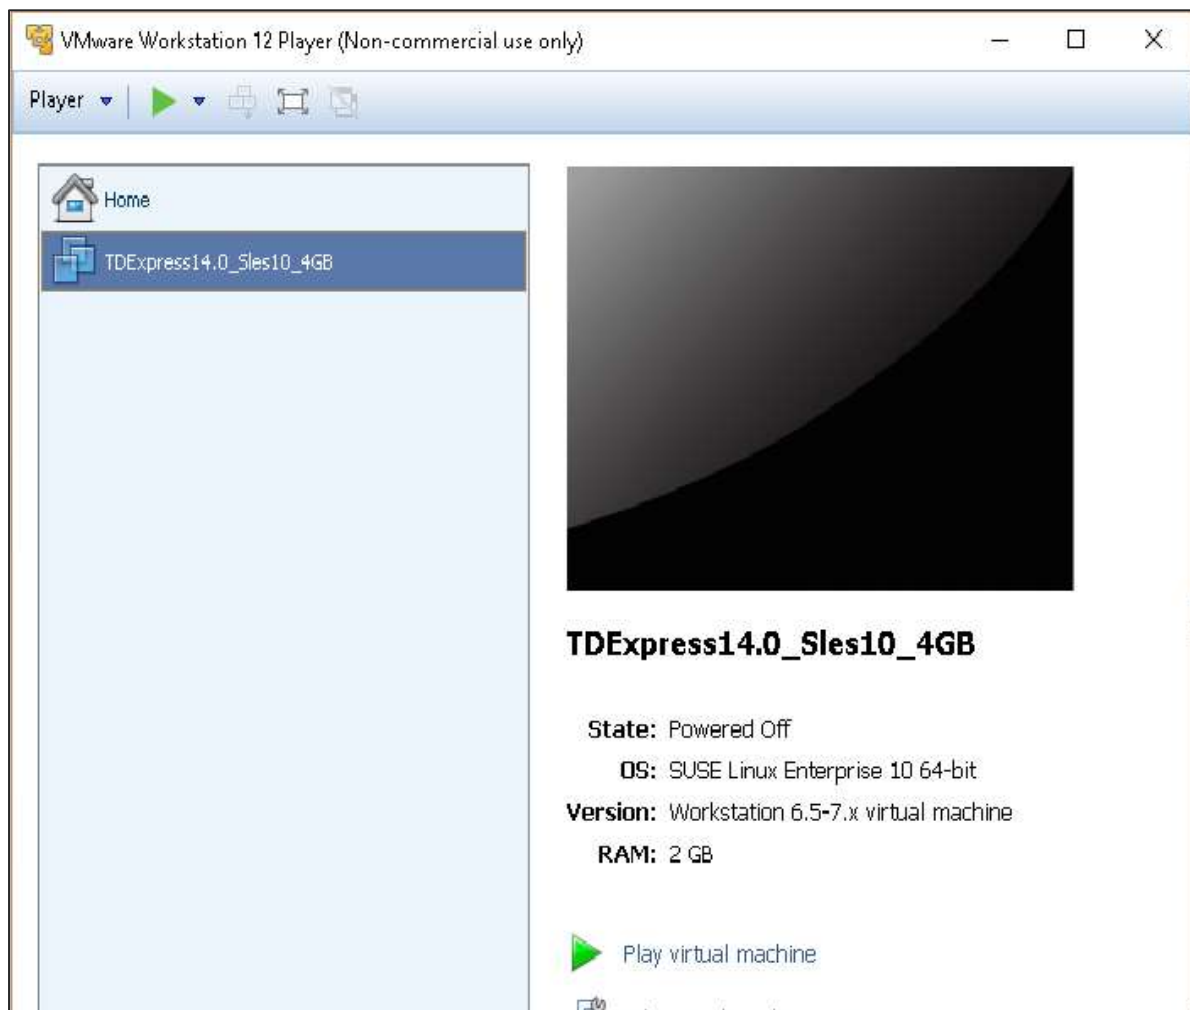 VMware Workstation 12 Player (Non-commercial use only)
Player
Home
TDExpress14.0_Sles10_4GB
TDExpress14.0_Sles10_4GB
State: Powered Off
OS: SUSE Linux Enterprise 10 64-bit
Version: Workstation 6.5-7.x virtual machine
RAM: 2 GB
Play virtual machine